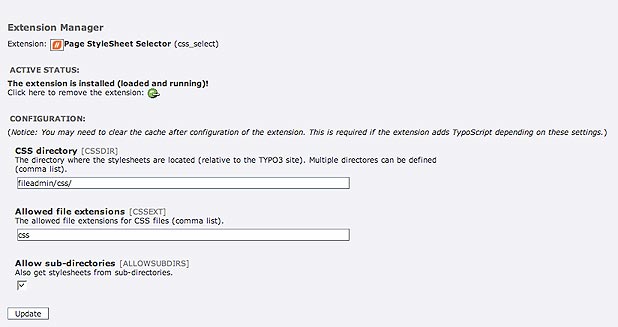 Extension Manager
Extension: Page StyleSheet Selector (css_select)
ACTIVE STATUS:
The extension is installed (loaded and running)!
Click here to remove the extension:
CONFIGURATION:
(Notice: You may need to clear the cache after configuration of the extension. This is required if the extension adds TypoScript depending on these settings.)
CSS directory [CSSDIR]
The directory where the stylesheets are located (relative to the TYPO3 site). Multiple directores can be defined
(comma list).
fileadmin/css/
Allowed file extensions [CSSEXT]
The allowed file extensions for CSS files (comma list).
css
Allow sub-directories [ALLOWSUBDIRS]
Also get stylesheets from sub-directories.
Update